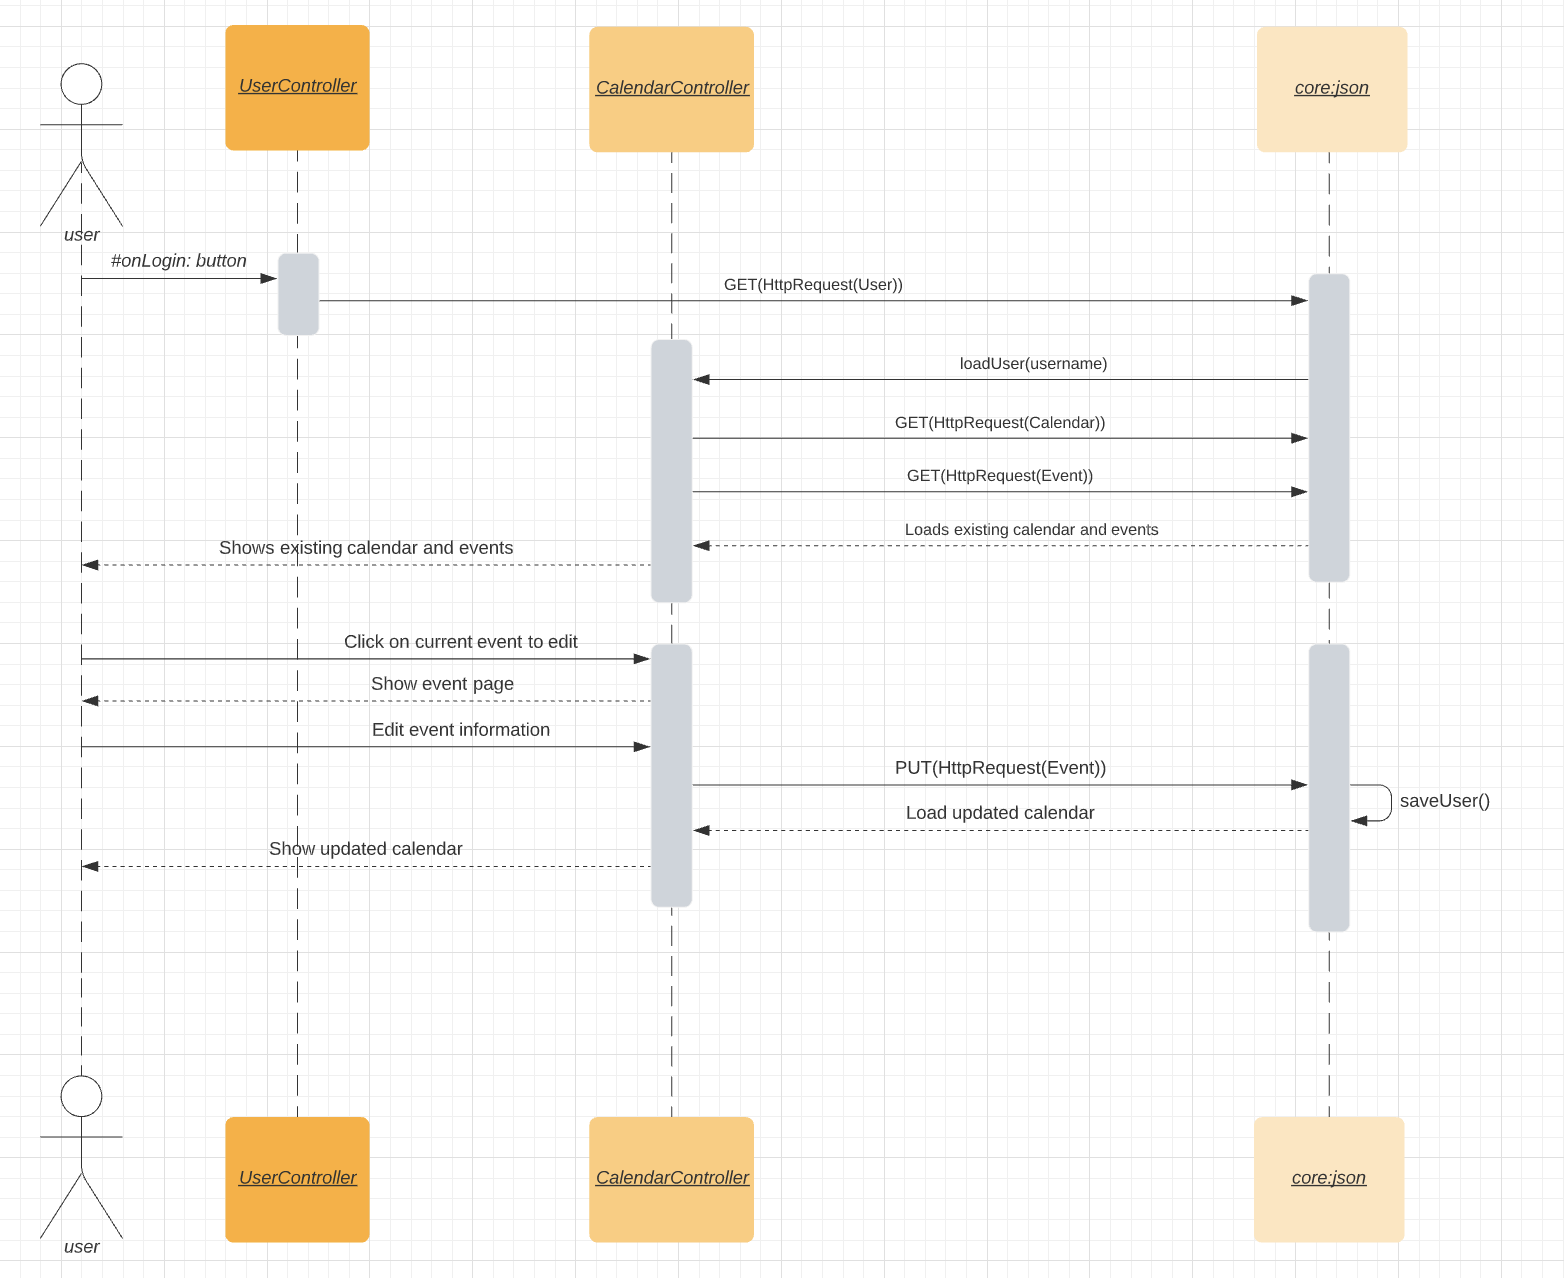 UserController
CalendarController
core:json
user
#onLogin: button
GET(HttpRequest(User))
loadUser(username)
GET(HttpRequest(Calendar))
GET(HttpRequest(Event))
Loads existing calendar and events
Shows existing calendar and events
Click on current event to edit
Show event page
Edit event information
PUT(HttpRequest(Event))
saveUser()
Load updated calendar
Show updated calendar
UserController
CalendarController
core:json
user